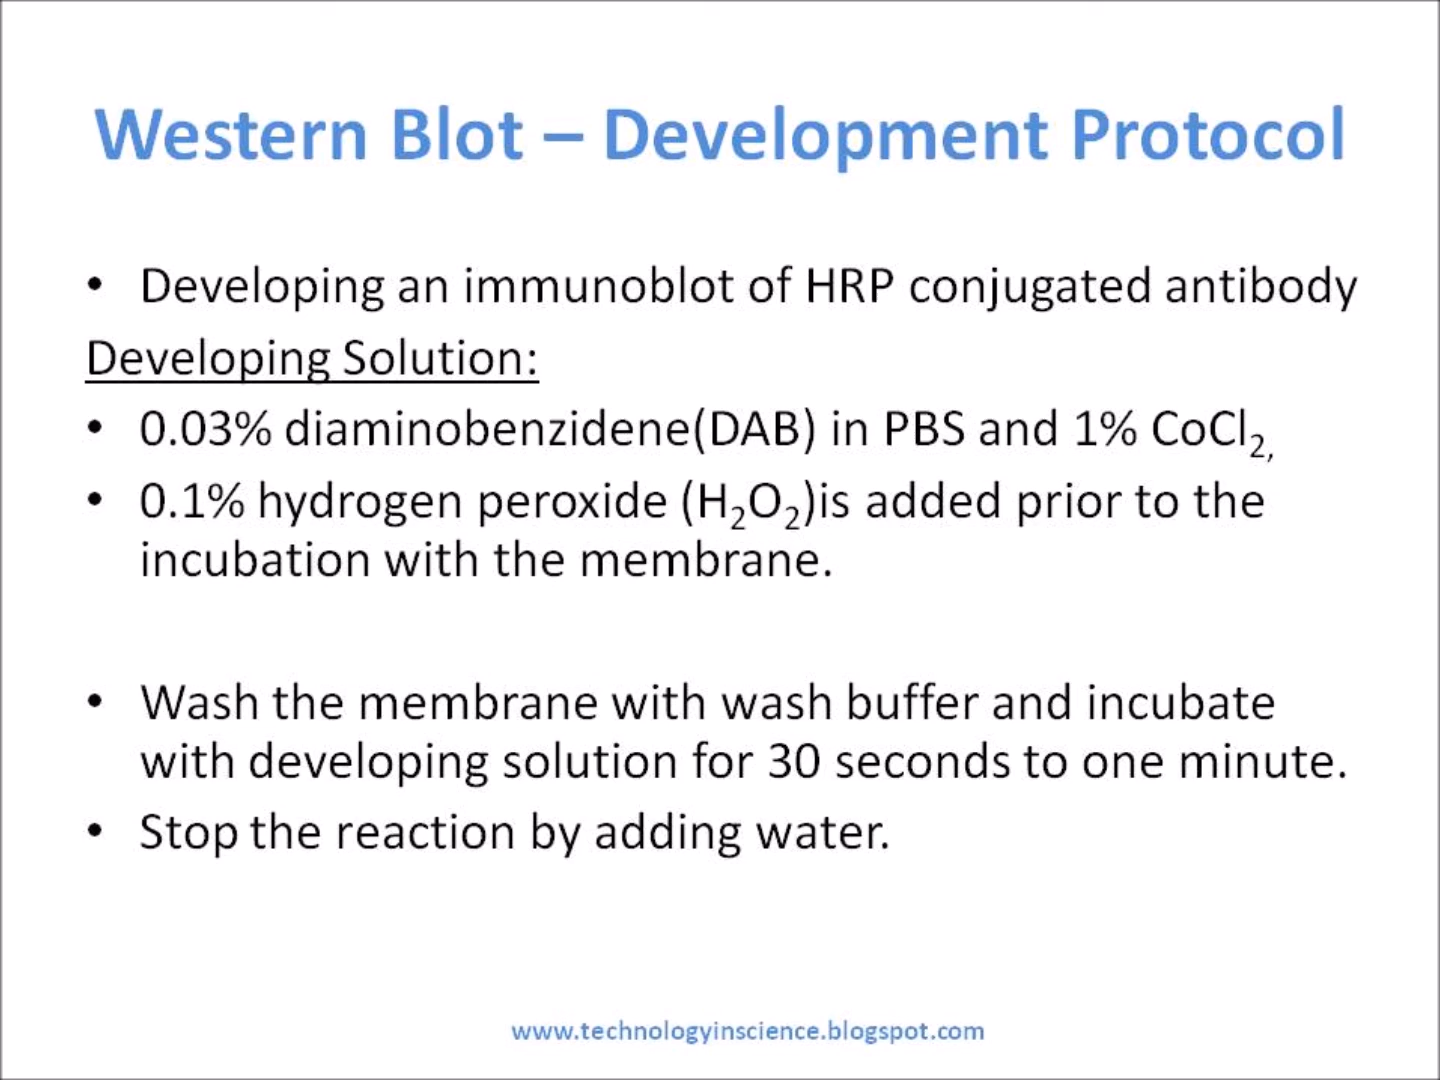 Western Blot – Development Protocol
• Developing an immunoblot of HRP conjugated antibody
Developing Solution:
• 0.03% diaminobenzidene(DAB) in PBS and 1% CoCl₂,
• 0.1% hydrogen peroxide (H₂O₂)is added prior to the
incubation with the membrane.
• Wash the membrane with wash buffer and incubate
with developing solution for 30 seconds to one minute.
• Stop the reaction by adding water.
www.technologyinscience.blogspot.com